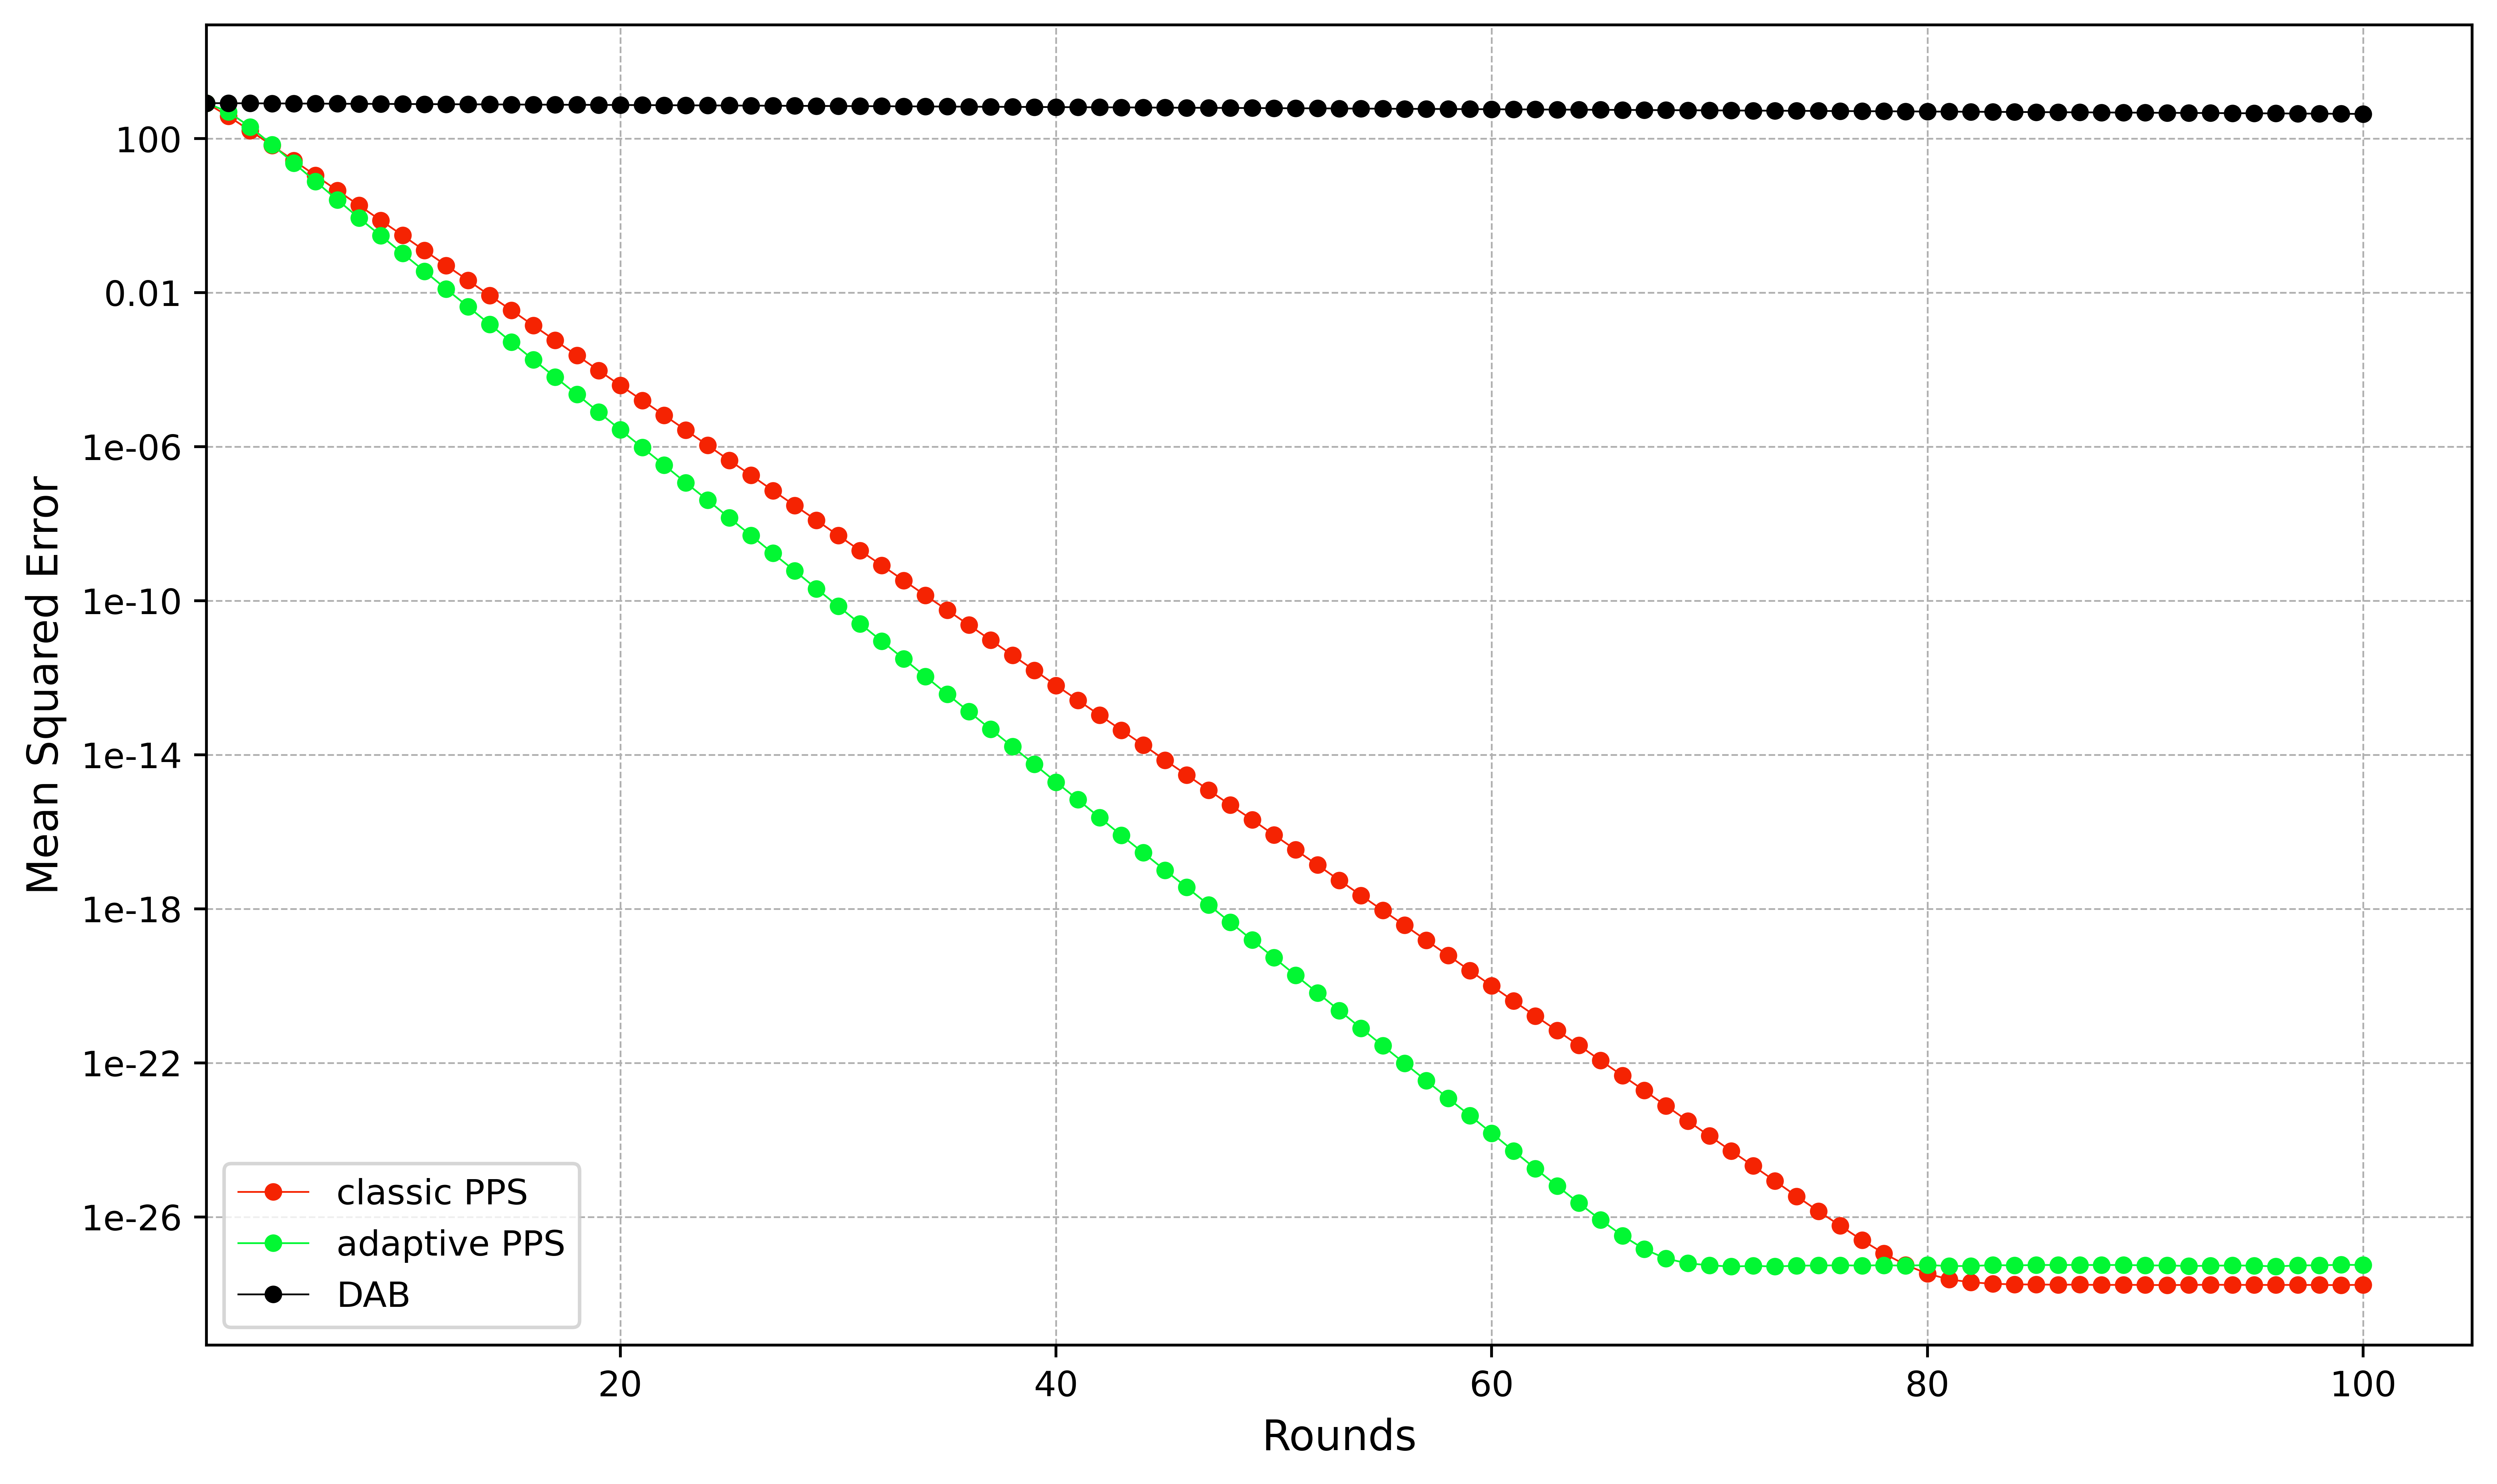 Mean Squared Error
100
0.01
1e-06
1e-10
1e-14
1e-18
1e-22
1e-26
classic PPS
adaptive PPS
DAB
20 40 60 80 100
Rounds